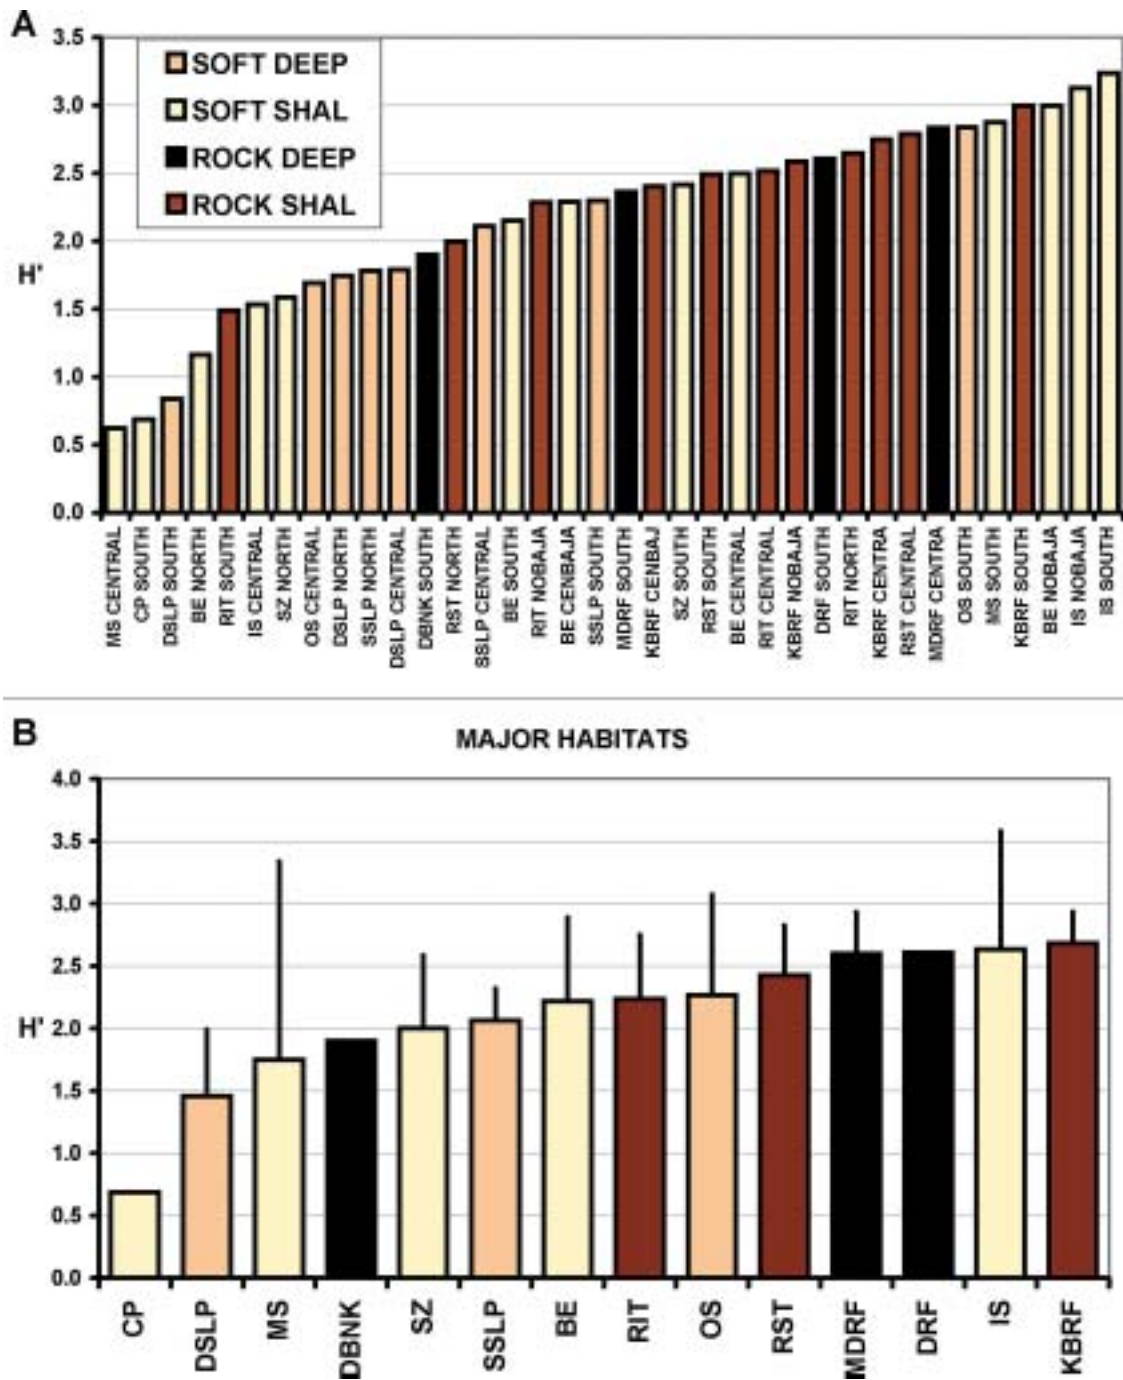 A
3.5
3.0
2.5
2.0
1.5
1.0
0.5
0.0
H'
SOFT DEEP
SOFT SHAL
ROCK DEEP
ROCK SHAL
MS CENTRAL
CP SOUTH
DSLP SOUTH
BE NORTH
RIT SOUTH
IS CENTRAL
SZ NORTH
OS CENTRAL
DSLP NORTH
SSLP NORTH
DSLP CENTRAL
DBNK SOUTH
RST NORTH
SSLP CENTRAL
BE SOUTH
RIT NOBAJA
BE CENBAJA
SSLP SOUTH
MDRF SOUTH
KBRF CENBAJ
SZ SOUTH
RST SOUTH
BE CENTRAL
RIT CENTRAL
KBRF NOBAJA
DRF SOUTH
RIT NORTH
KBRF CENTRA
RST CENTRAL
MDRF CENTRA
OS SOUTH
MS SOUTH
KBRF SOUTH
BE NOBAJA
IS NOBAJA
IS SOUTH
B
MAJOR HABITATS
4.0
3.5
3.0
2.5
2.0
1.5
1.0
0.5
0.0
H'
CP
DSLP
MS
DBNK
SZ
SSLP
BE
RIT
OS
RST
MDRF
DRF
IS
KBRF